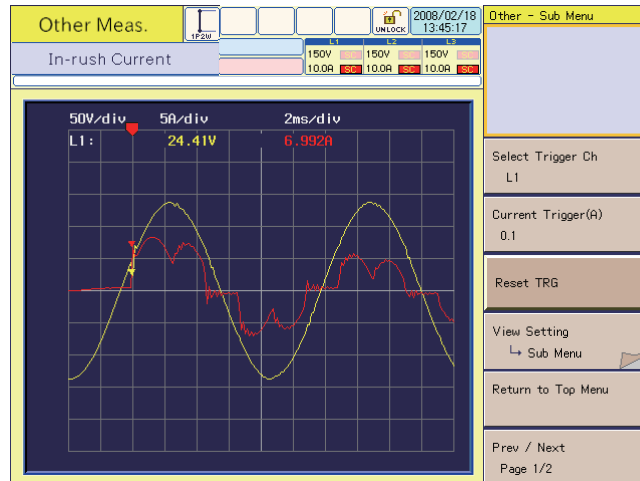 Other Meas.
1P2W
UNLOCK
2008/02/18
13:45:17
Other - Sub Menu
In-rush Current
L1 L2 L3
150V SC 150V SC 150V SC
10.0A SC 10.0A SC 10.0A SC
50V/div 5A/div 2ms/div
L1: 24.41V 6.992A
Select Trigger Ch
L1
Current Trigger(A)
0.1
Reset TRG
View Setting
↳ Sub Menu
Return to Top Menu
Prev / Next
Page 1/2